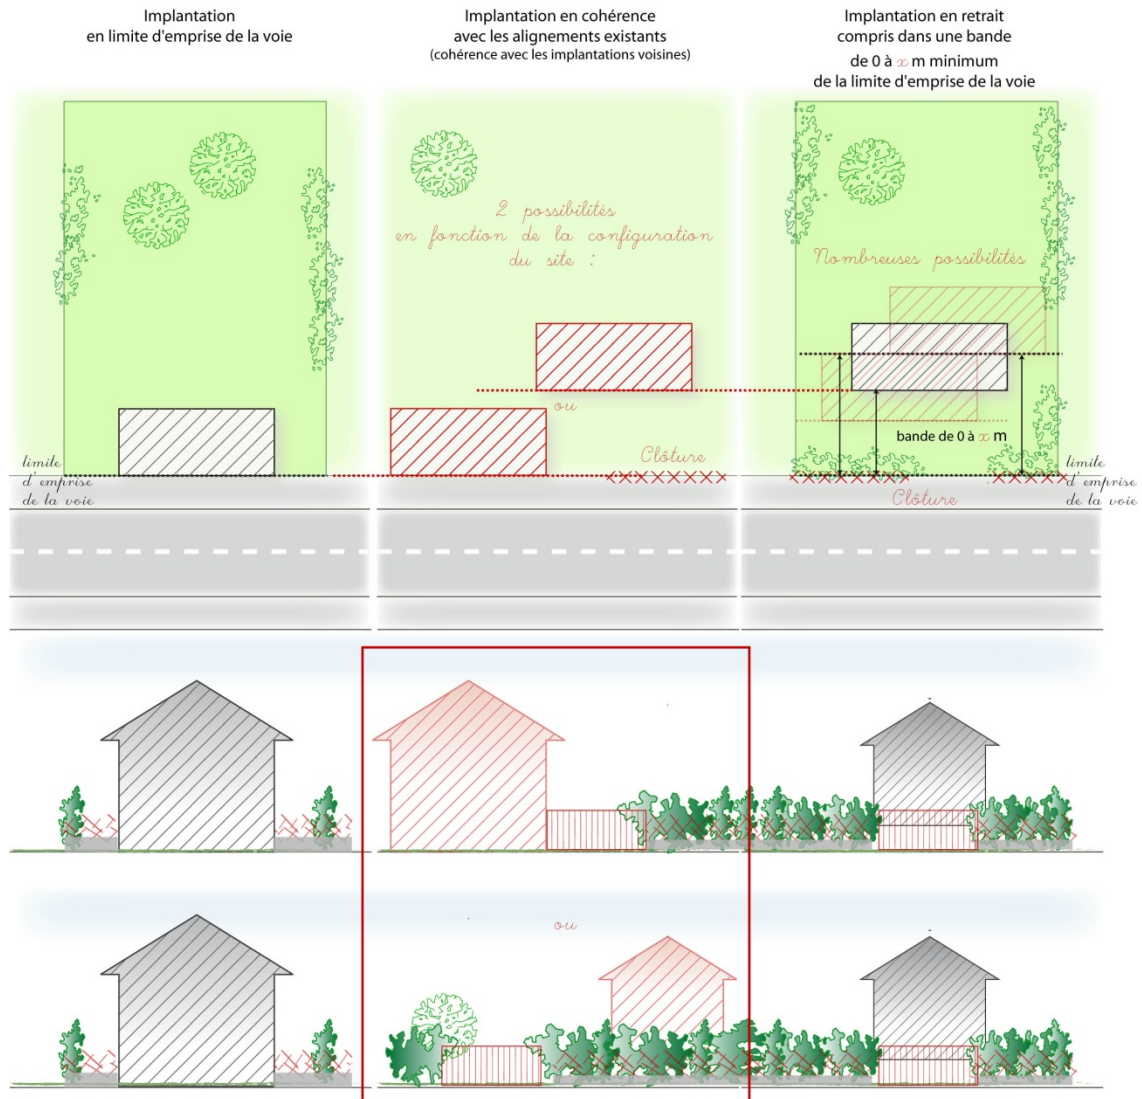 Implantation
en limite d'emprise de la voie
Implantation en cohérence
avec les alignements existants
(cohérence avec les implantations voisines)
Implantation en retrait
compris dans une bande
de 0 à x m minimum
de la limite d'emprise de la voie
2 possibilités
en fonction de la configuration
du site :
Nombreuses possibilités
ou
bande de 0 à x m
Clôture
limite
d'emprise
de la voie
limite
d'emprise
de la voie
Clôture
ou